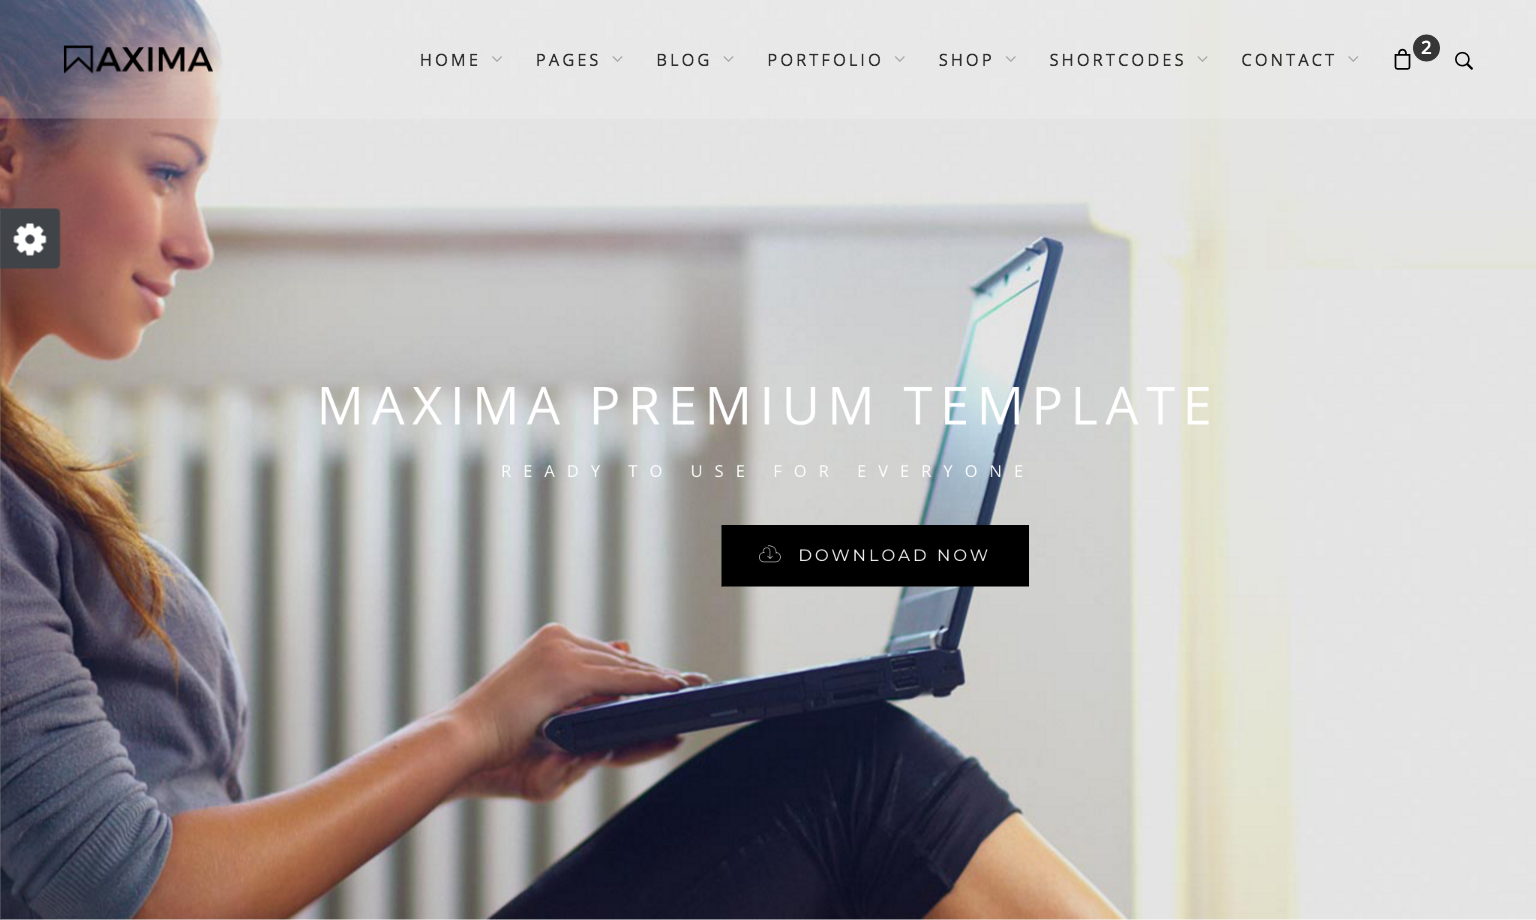 MAXIMA
HOME PAGES BLOG PORTFOLIO SHOP SHORTCODES CONTACT 2
MAXIMA PREMIUM TEMPLATE
READY TO USE FOR EVERYONE
DOWNLOAD NOW